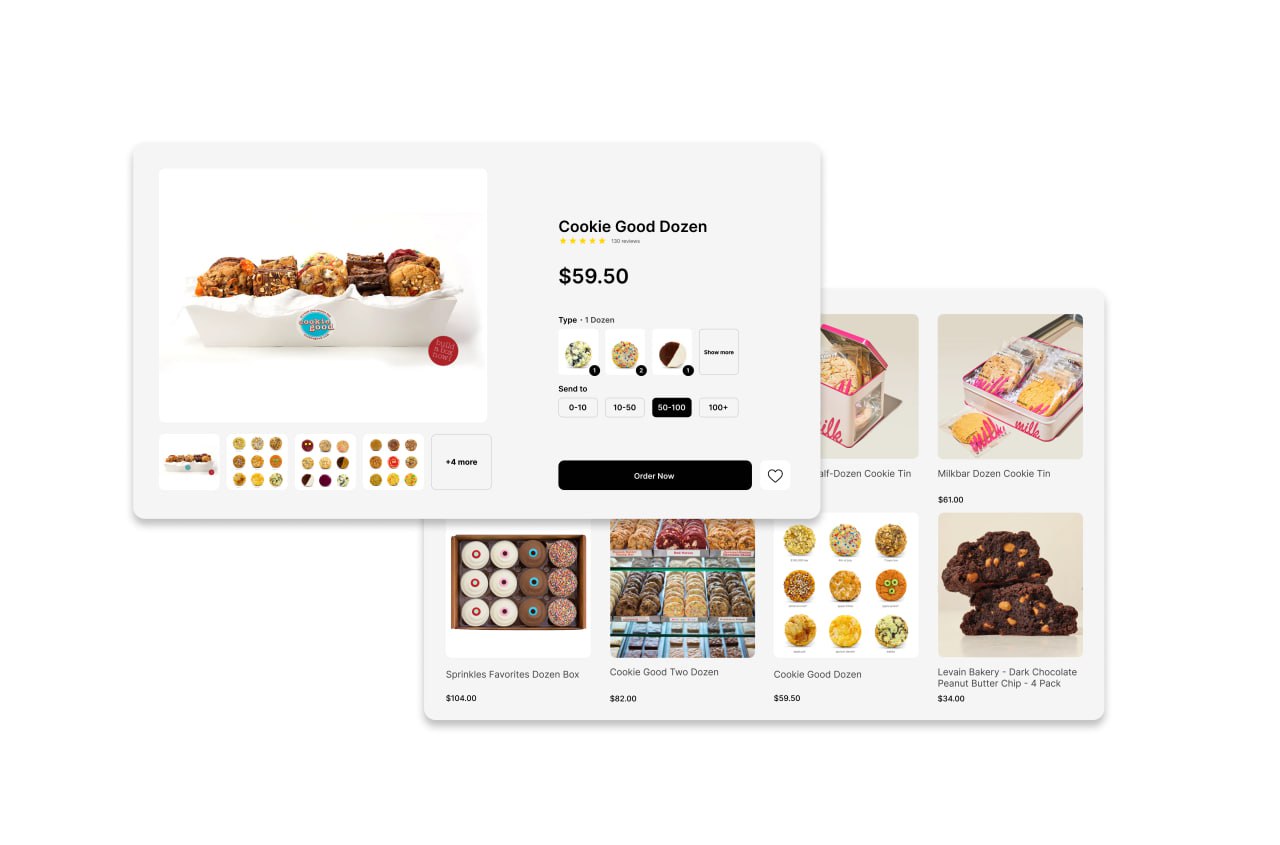 Cookie Good Dozen
130 reviews
$59.50
Type · 1 Dozen
1
2
1
Show more
Send to
0-10
10-50
50-100
100+
Order Now
cookie
good
build
a box
now!
+4 more
alf-Dozen Cookie Tin
milk
Milkbar Dozen Cookie Tin
$61.00
milk
milk
Sprinkles Favorites Dozen Box
$104.00
Cookie Good Two Dozen
$82.00
Cookie Good Dozen
$59.50
Levain Bakery - Dark Chocolate
Peanut Butter Chip - 4 Pack
$34.00